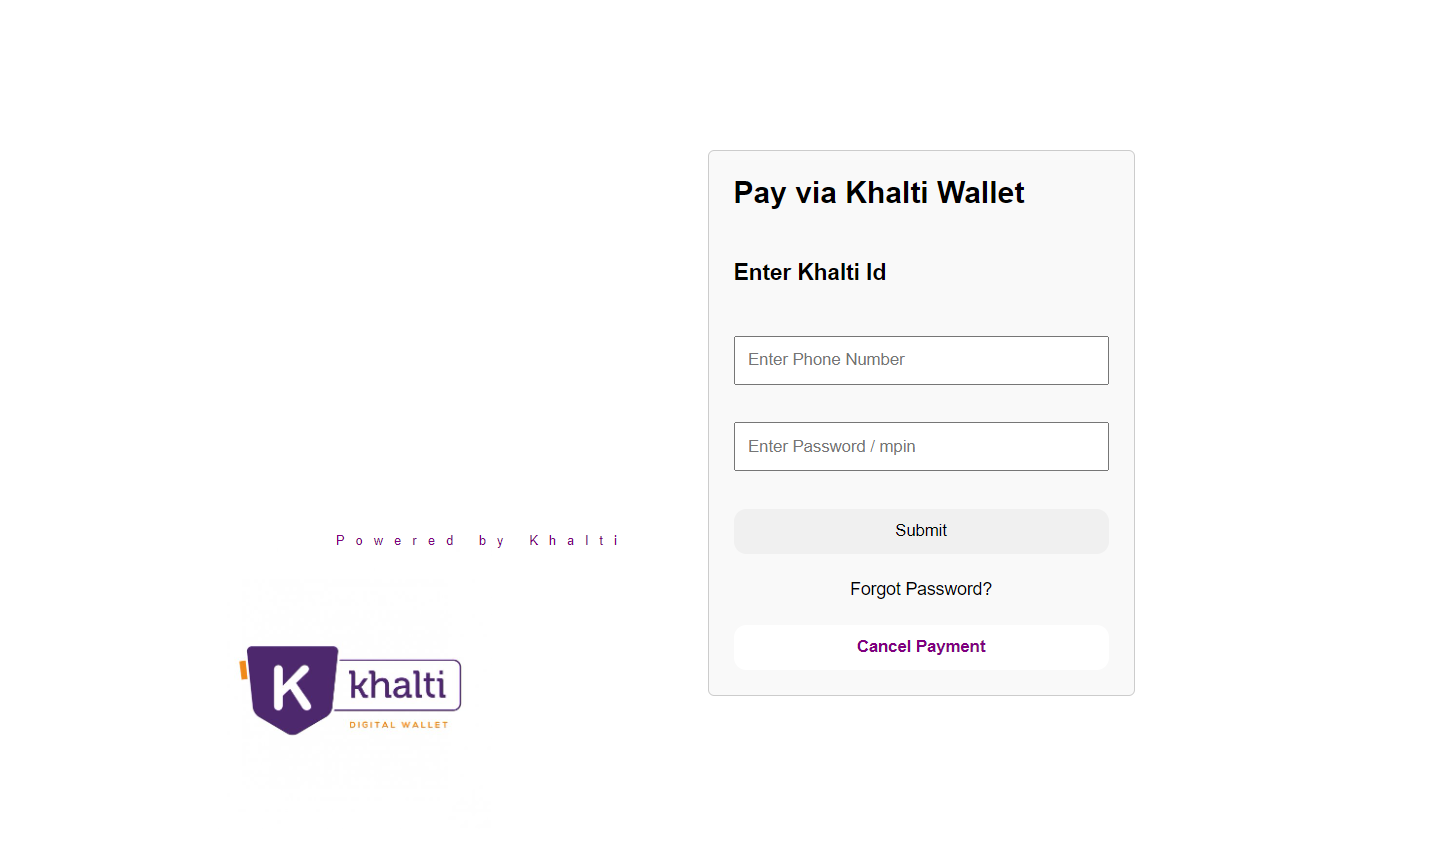 Pay via Khalti Wallet
Enter Khalti Id
Enter Phone Number
Enter Password / mpin
Submit
Forgot Password?
Cancel Payment
Powered by Khalti
K khalti
DIGITAL WALLET